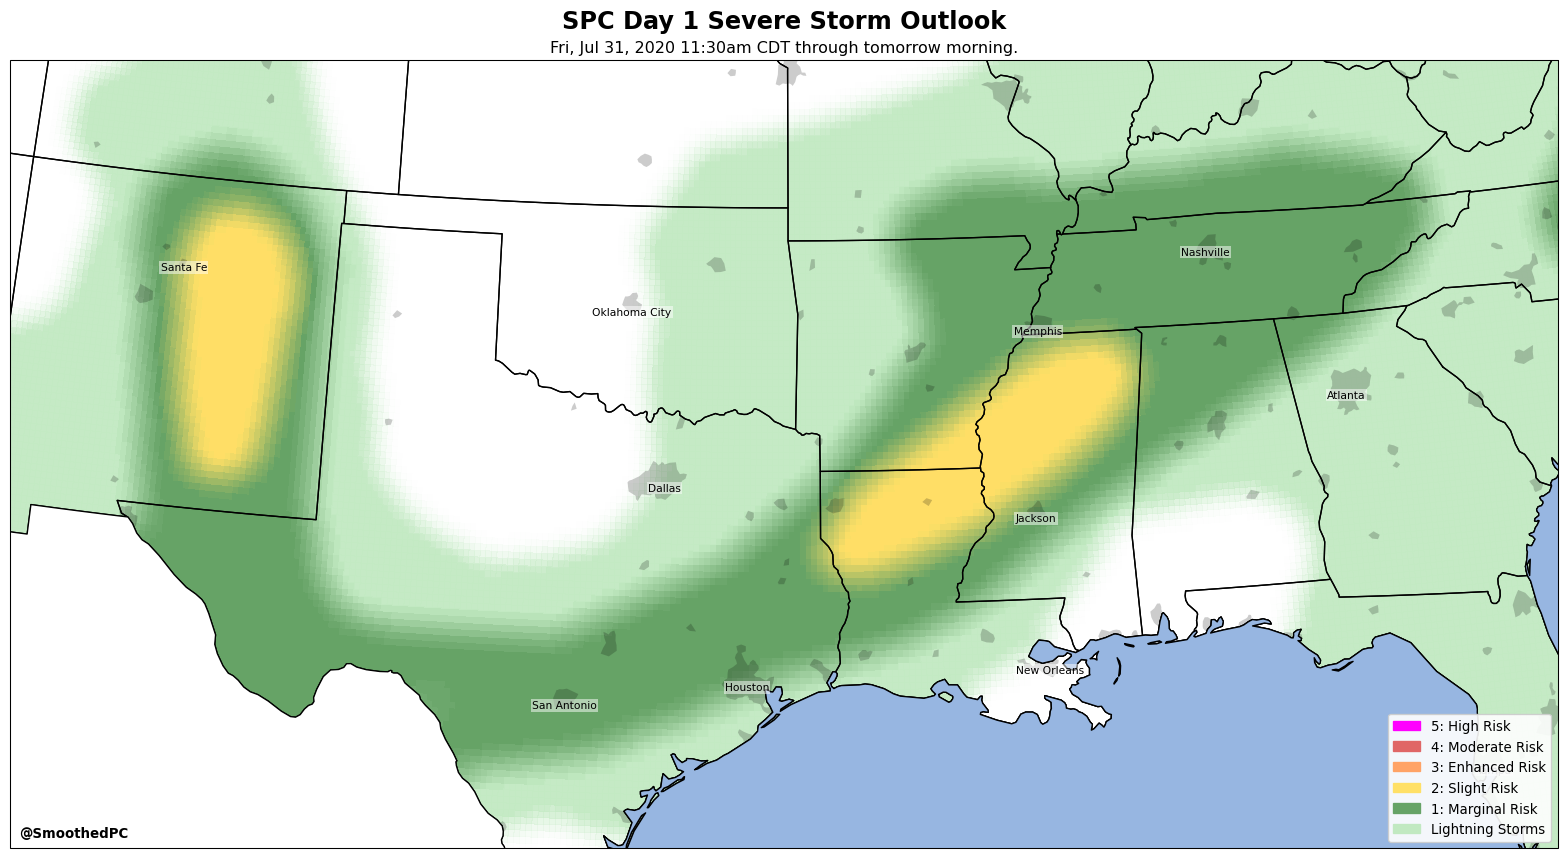 SPC Day 1 Severe Storm Outlook
Fri, Jul 31, 2020 11:30am CDT through tomorrow morning.
Santa Fe
Nashville
Oklahoma City
Memphis
Atlanta
Dallas
Jackson
New Orleans
Houston
San Antonio
5: High Risk
4: Moderate Risk
3: Enhanced Risk
2: Slight Risk
1: Marginal Risk
Lightning Storms
@SmoothedPC